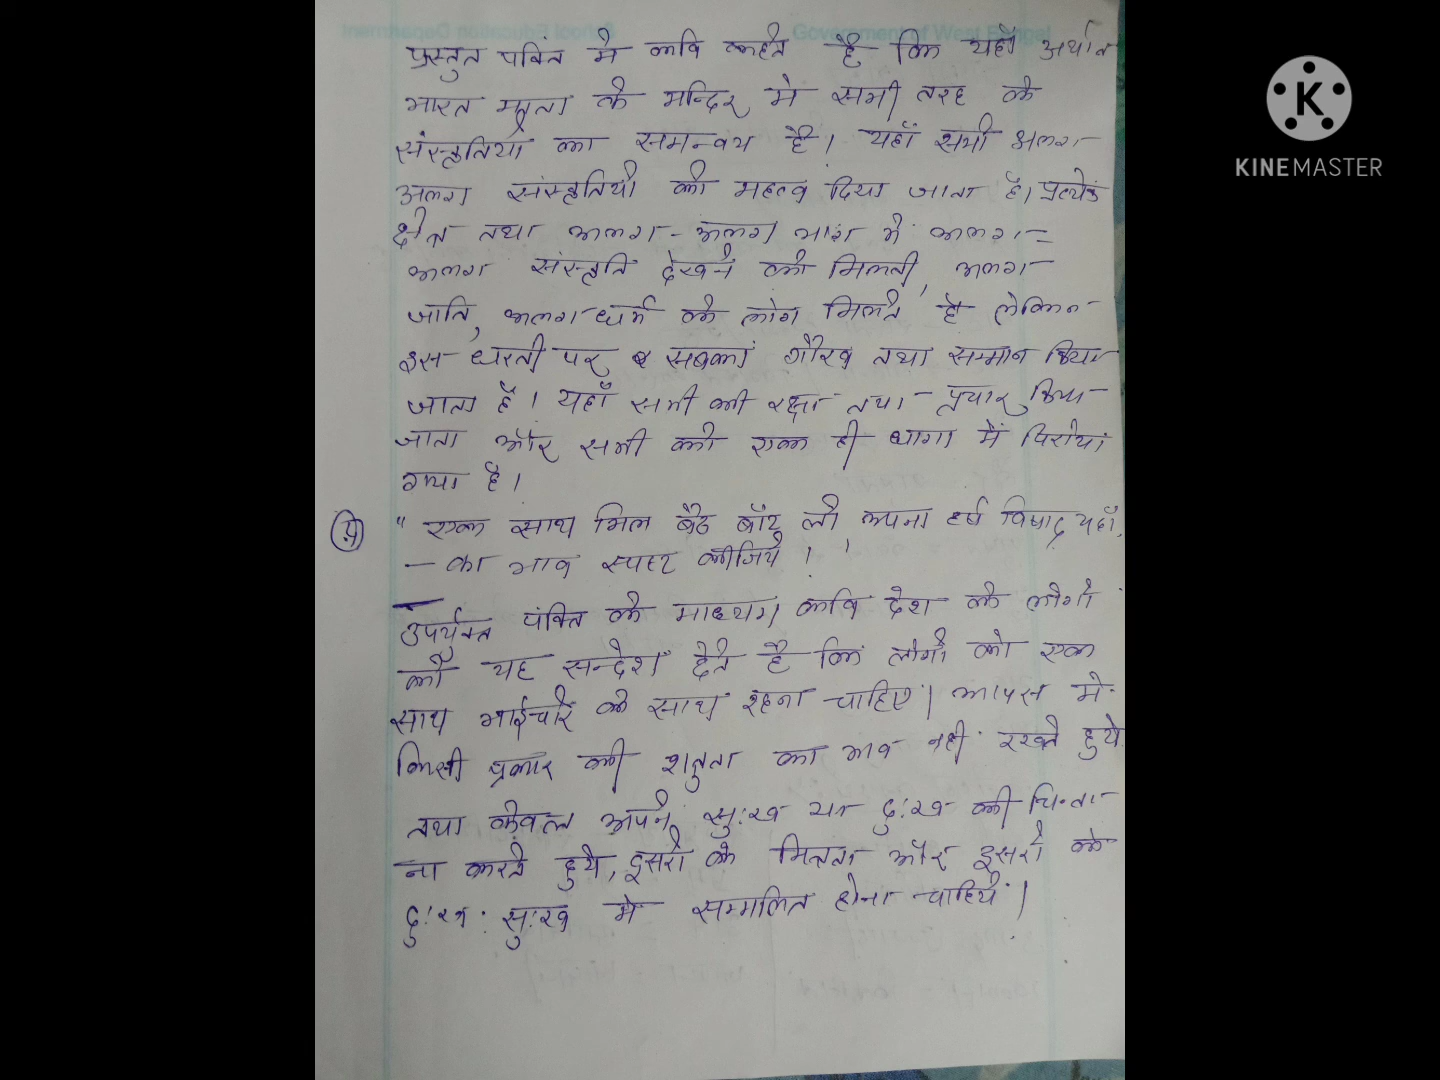 प्रस्तुत पंक्ति मे कवि कहते है कि यहाँ अर्थात
भारत माता के मन्दिर मे सभी तरह के
संस्कृतियों का समन्वय है। यहाँ सभी अलग-
अलग संस्कृतियों को महत्व दिया जाता है। प्रत्येक
क्षेत्र तथा अलग-अलग भाग में अलग-
अलग संस्कृति देखने को मिलती, अलग-
जाति, अलग धर्म के लोग मिलते है लेकिन
इस धरती पर सबका गौरव तथा सम्मान किया
जाता है। यहाँ सभी की रक्षा तथा प्रचार किया
जाता और सभी को एक ही धागा में पिरोया
गया है।
"एक साथ मिल बैठ बाँट लो अपना हर्ष विषाद यहाँ,
- का भाव स्पष्ट कीजिये।'
उपर्युक्त पंक्ति के माध्यम कवि देश के लोगो
को यह सन्देश देते है कि लोगों को एक
साथ भाईचारे के साथ रहना चाहिए। आपस मे
किसी प्रकार की शत्रुता का भाव नही रखते हुये
तथा केवल अपने सु:ख या दु:ख की चिन्ता
ना करते हुये, दुसरो के मित्रता और दुसरों के
दु:ख सु:ख मे सम्मलित होना चाहिये।
KINEMASTER